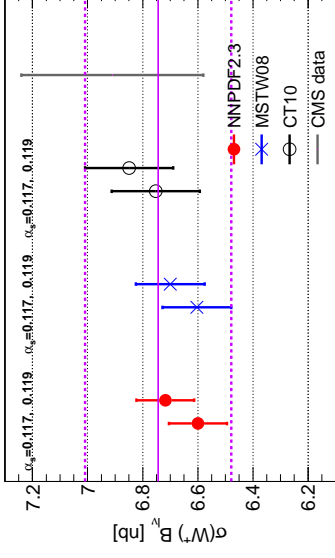 σ(W⁺) B_lν [nb]
7.2
7
6.8
6.6
6.4
6.2
α_s=0.117, 0.119
α_s=0.117, 0.119
α_s=0.117, 0.119
NNPDF2.3
MSTW08
CT10
CMS data